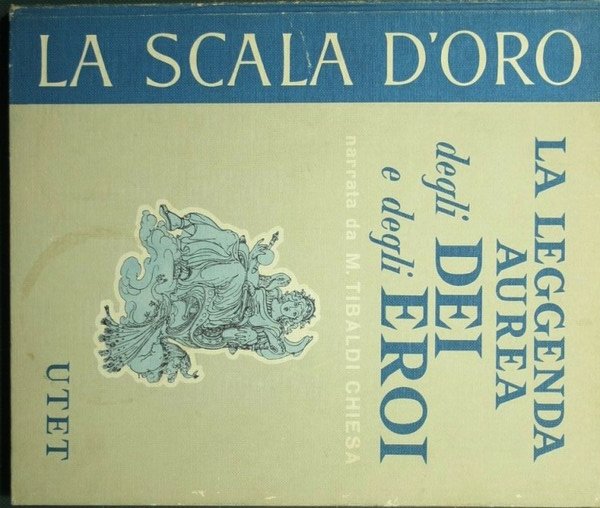 LA SCALA D'ORO
LA LEGGENDA
AUREA
degli DEI
e degli EROI
narrata da M. TIBALDI CHIESA
UTET